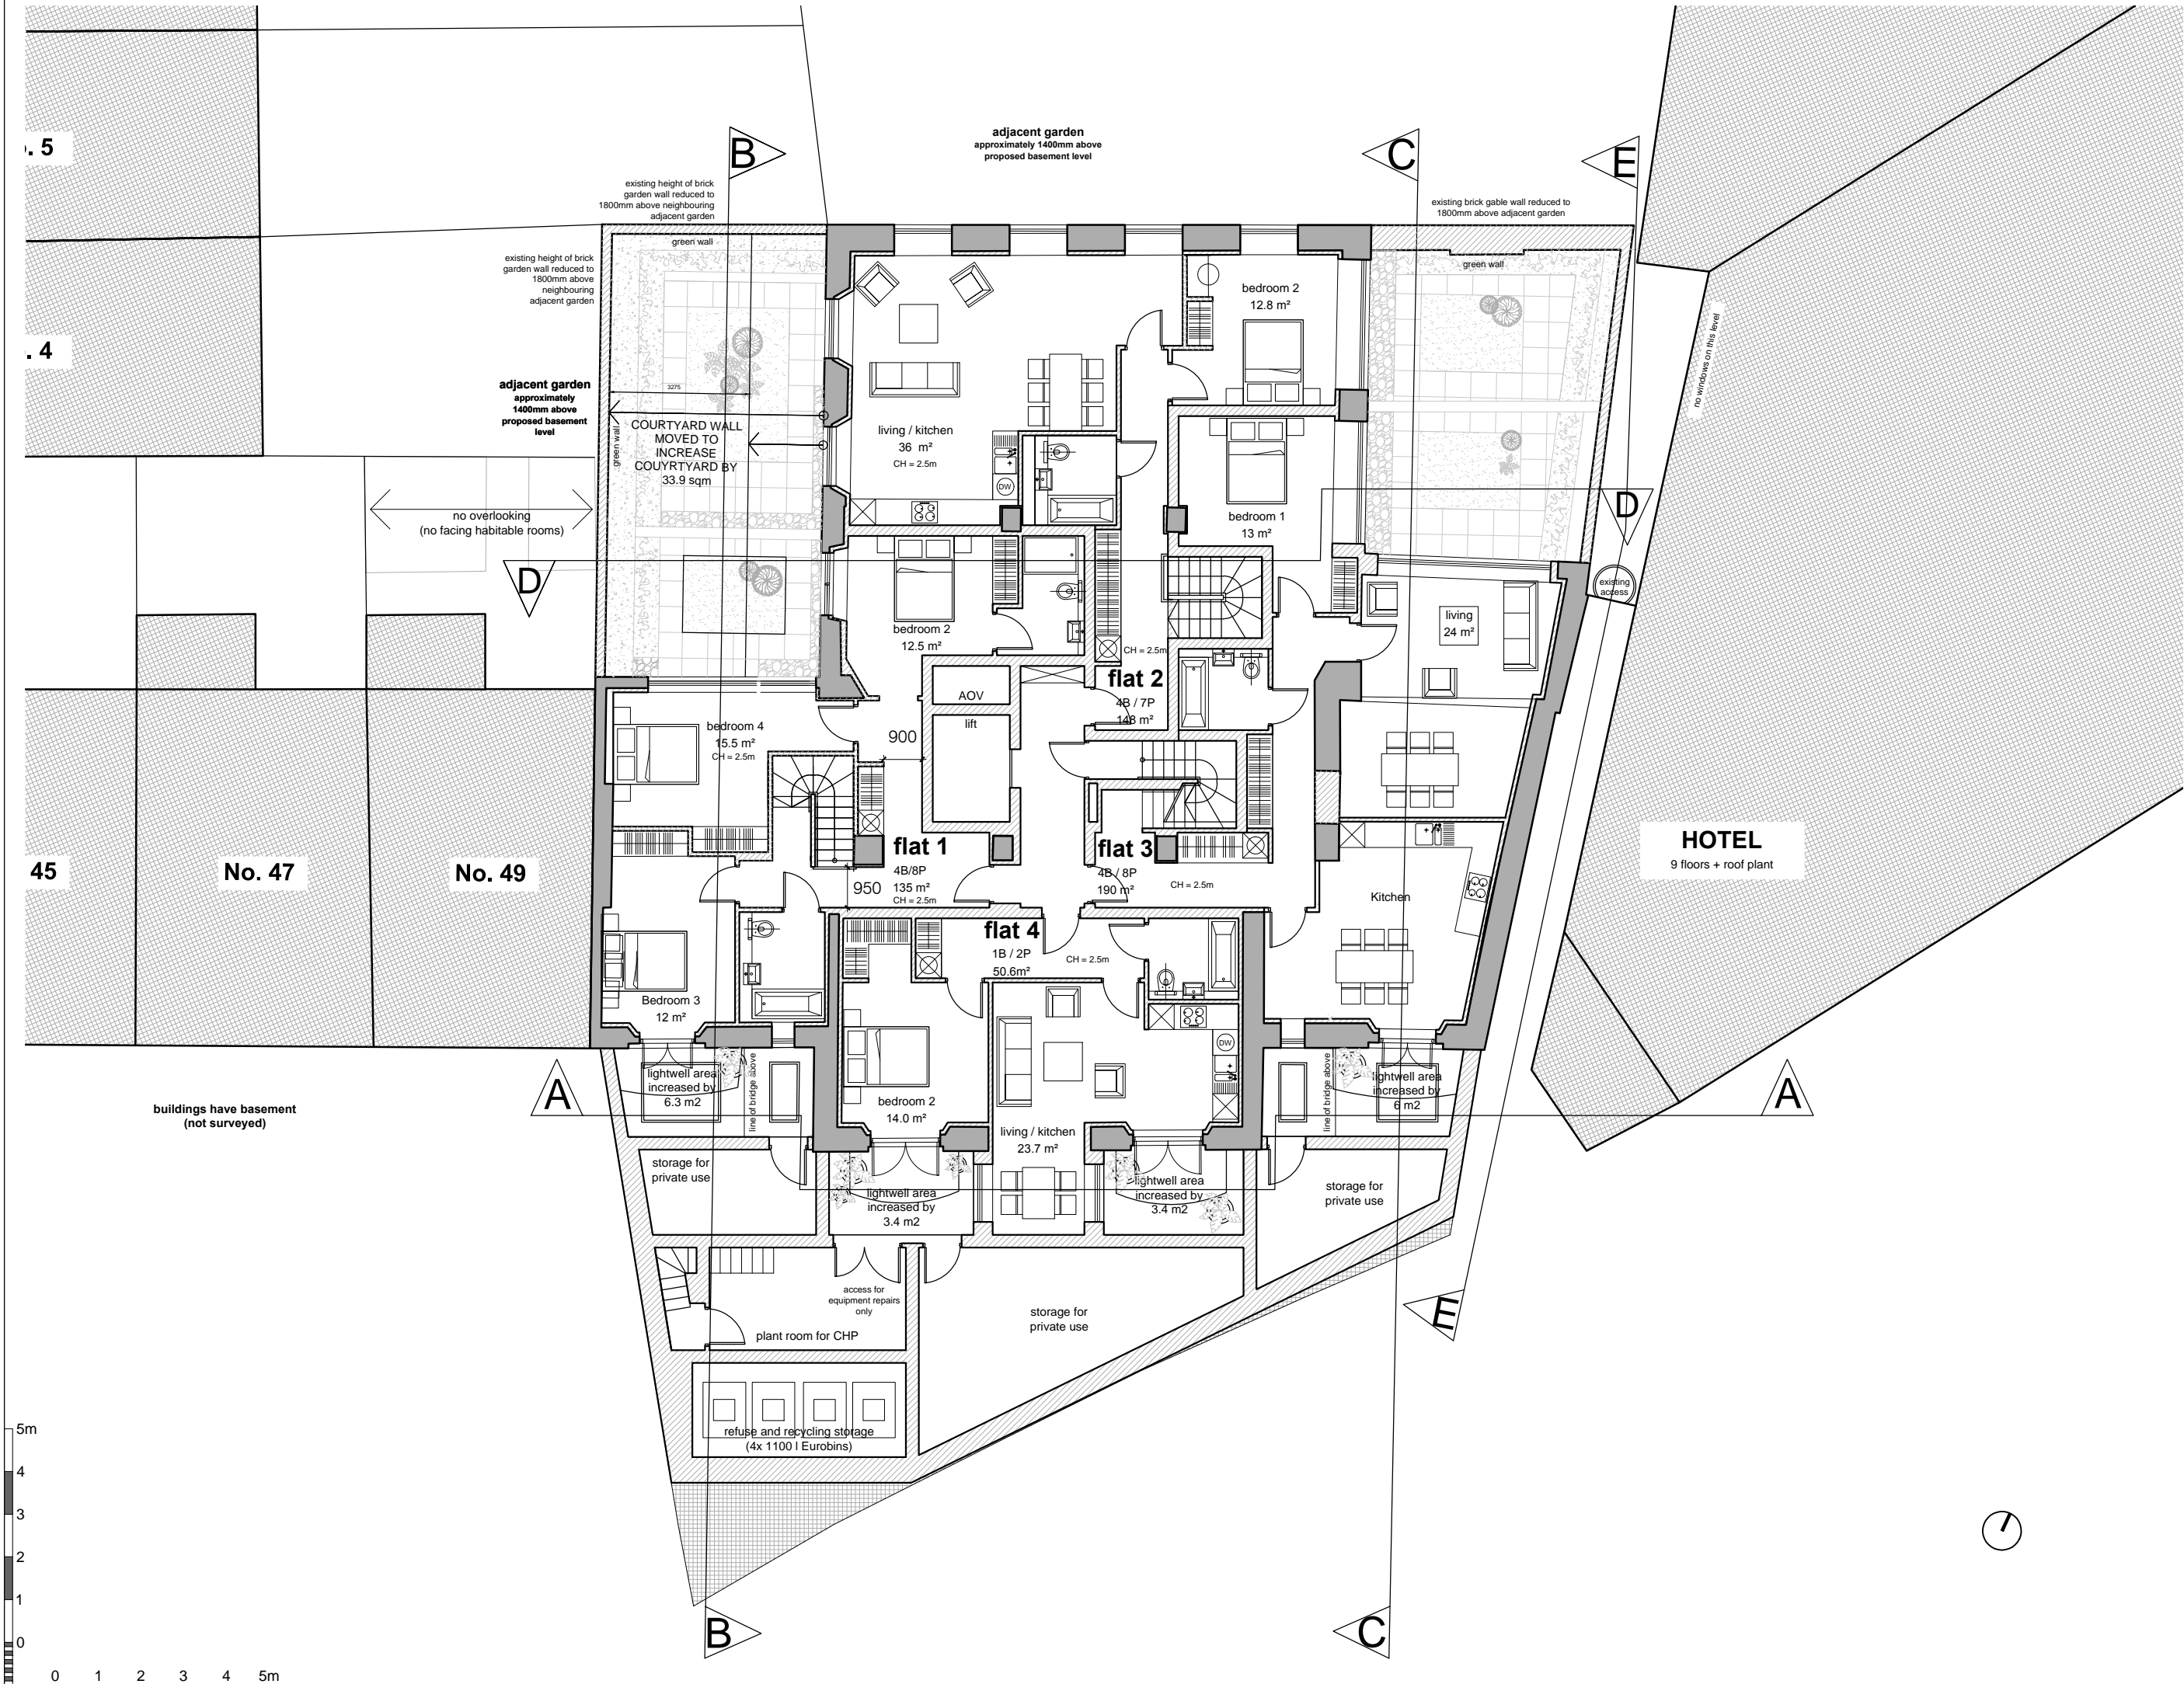 . 5
B
adjacent garden
approximately 1400mm above
proposed basement level
C
E
existing height of brick
garden wall reduced to
1800mm above neighbouring
adjacent garden
existing brick gable wall reduced to
1800mm above adjacent garden
green wall
green wall
existing height of brick
garden wall reduced to
1800mm above
neighbouring
adjacent garden
bedroom 2
12.8 m²
no windows on this level
. 4
adjacent garden
approximately
1400mm above
proposed basement
level
3275
green wall
COURTYARD WALL
MOVED TO
INCREASE
COUYRTYARD BY
33.9 sqm
living / kitchen
36 m²
CH = 2.5m
DW
bedroom 1
13 m²
no overlooking
(no facing habitable rooms)
D
D
existing
access
living
24 m²
bedroom 2
12.5 m²
CH = 2.5m
flat 2
4B / 7P
148 m²
AOV
lift
bedroom 4
15.5 m²
CH = 2.5m
900
45
No. 47
No. 49
flat 1
4B/8P
135 m²
CH = 2.5m
950
flat 3
4B / 8P
190 m²
CH = 2.5m
Kitchen
HOTEL
9 floors + roof plant
flat 4
1B / 2P
50.6m²
CH = 2.5m
Bedroom 3
12 m²
DW
lightwell area
increased by
6.3 m2
line of bridge above
bedroom 2
14.0 m²
living / kitchen
23.7 m²
line of bridge above
lightwell area
increased by
6 m2
A
A
buildings have basement
(not surveyed)
storage for
private use
lightwell area
increased by
3.4 m2
lightwell area
increased by
3.4 m2
storage for
private use
access for
equipment repairs
only
plant room for CHP
storage for
private use
E
refuse and recycling storage
(4x 1100 l Eurobins)
5m
4
3
2
1
0
B
C
0 1 2 3 4 5m